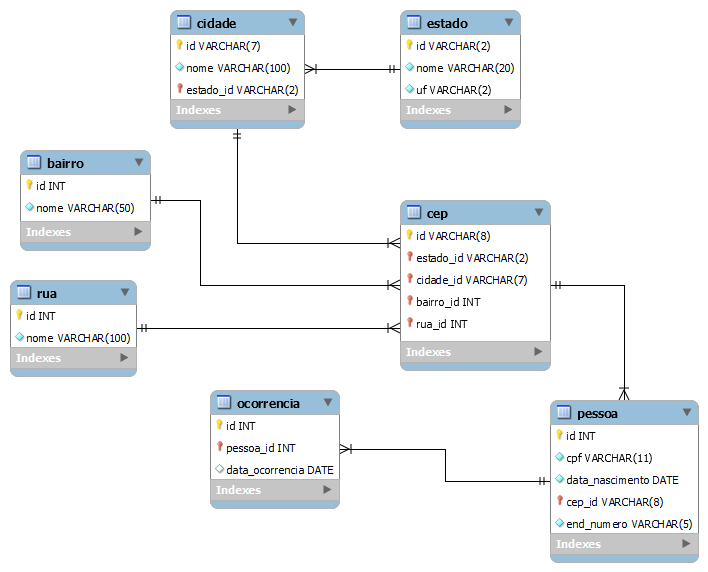 cidade
id VARCHAR(7)
nome VARCHAR(100)
estado_id VARCHAR(2)
Indexes
estado
id VARCHAR(2)
nome VARCHAR(20)
uf VARCHAR(2)
Indexes
bairro
id INT
nome VARCHAR(50)
Indexes
cep
id VARCHAR(8)
estado_id VARCHAR(2)
cidade_id VARCHAR(7)
bairro_id INT
rua_id INT
Indexes
rua
id INT
nome VARCHAR(100)
Indexes
ocorrencia
id INT
pessoa_id INT
data_ocorrencia DATE
Indexes
pessoa
id INT
cpf VARCHAR(11)
data_nascimento DATE
cep_id VARCHAR(8)
end_numero VARCHAR(5)
Indexes